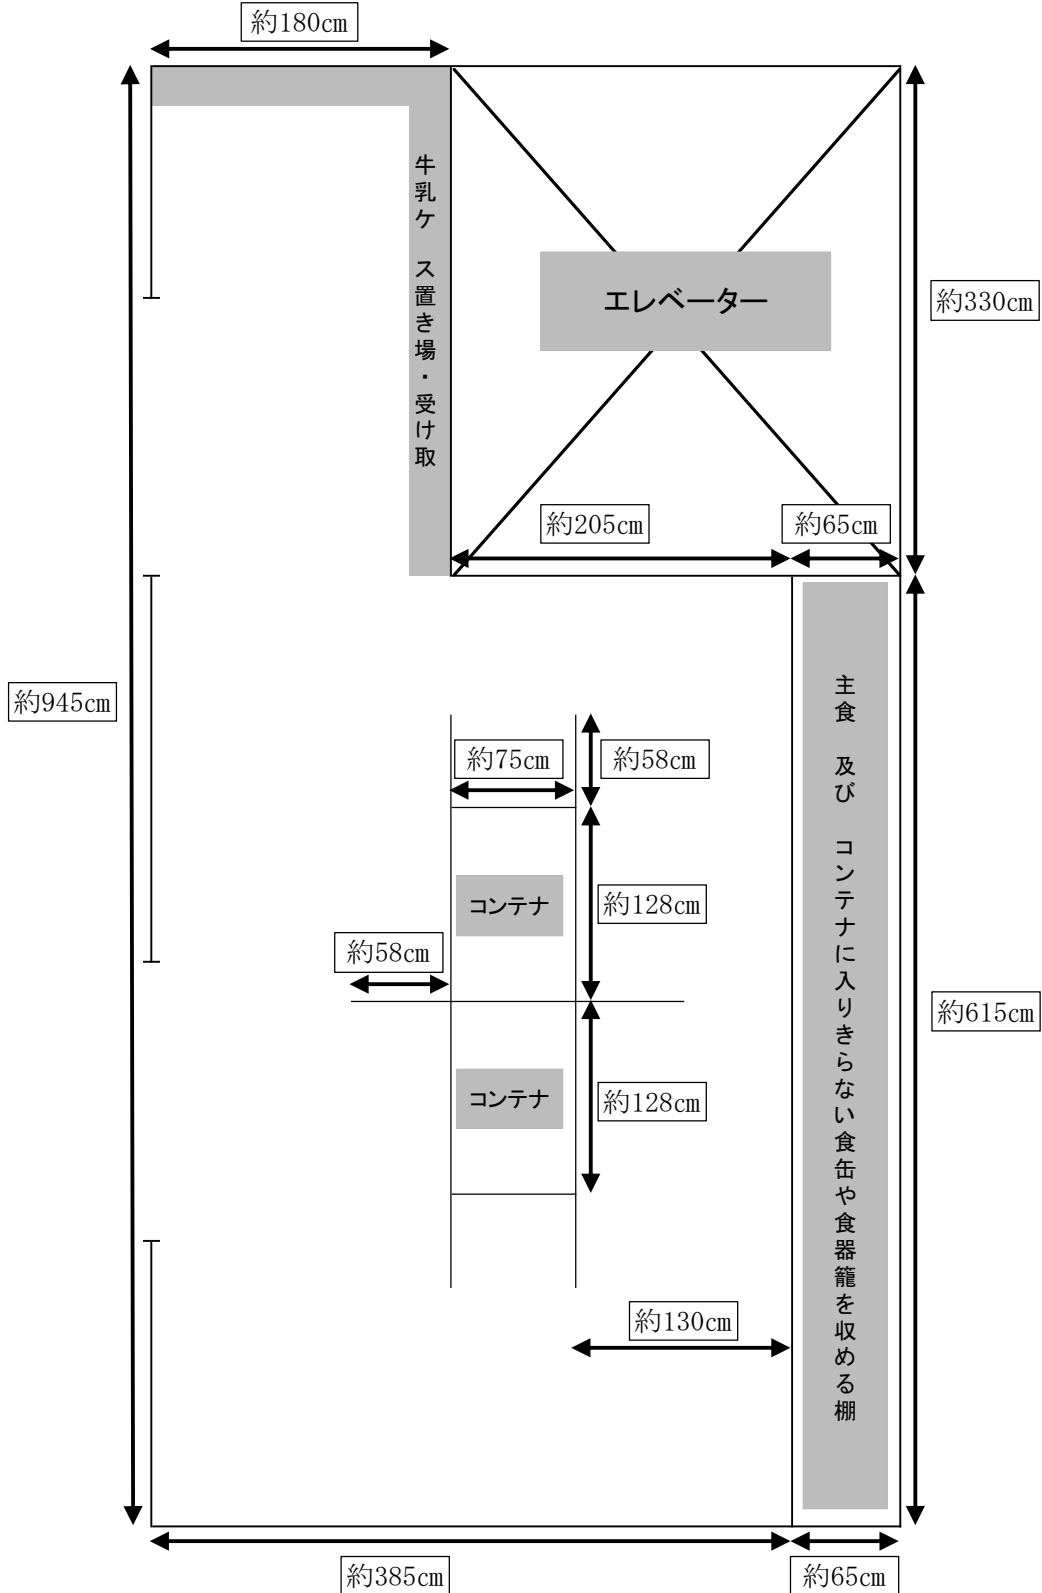 約180cm
牛乳ケ　ス置き場・受け取
エレベーター
約330cm
約205cm
約65cm
約945cm
主食　及び　コンテナに入りきらない食缶や食器籠を収める棚
約75cm
約58cm
コンテナ
約128cm
約58cm
約615cm
コンテナ
約128cm
約130cm
約385cm
約65cm